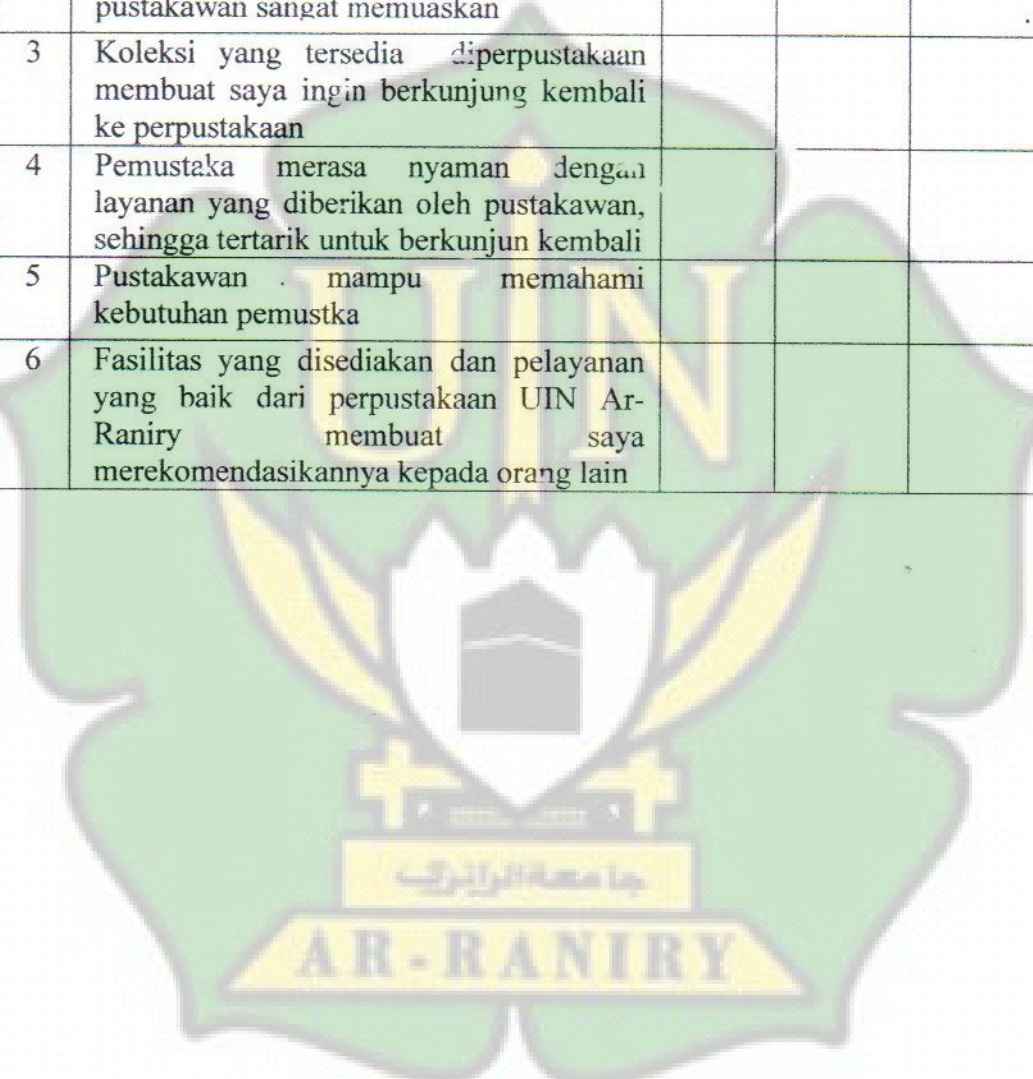 pustakawan sangat memuaskan
3 Koleksi yang tersedia diperpustakaan
membuat saya ingin berkunjung kembali
ke perpustakaan
4 Pemustaka merasa nyaman dengan
layanan yang diberikan oleh pustakawan,
sehingga tertarik untuk berkunjun kembali
5 Pustakawan mampu memahami
kebutuhan pemustka
6 Fasilitas yang disediakan dan pelayanan
yang baik dari perpustakaan UIN Ar-
Raniry membuat saya
merekomendasikannya kepada orang lain
UIN
جامعة الرانري
AR-RANIRY